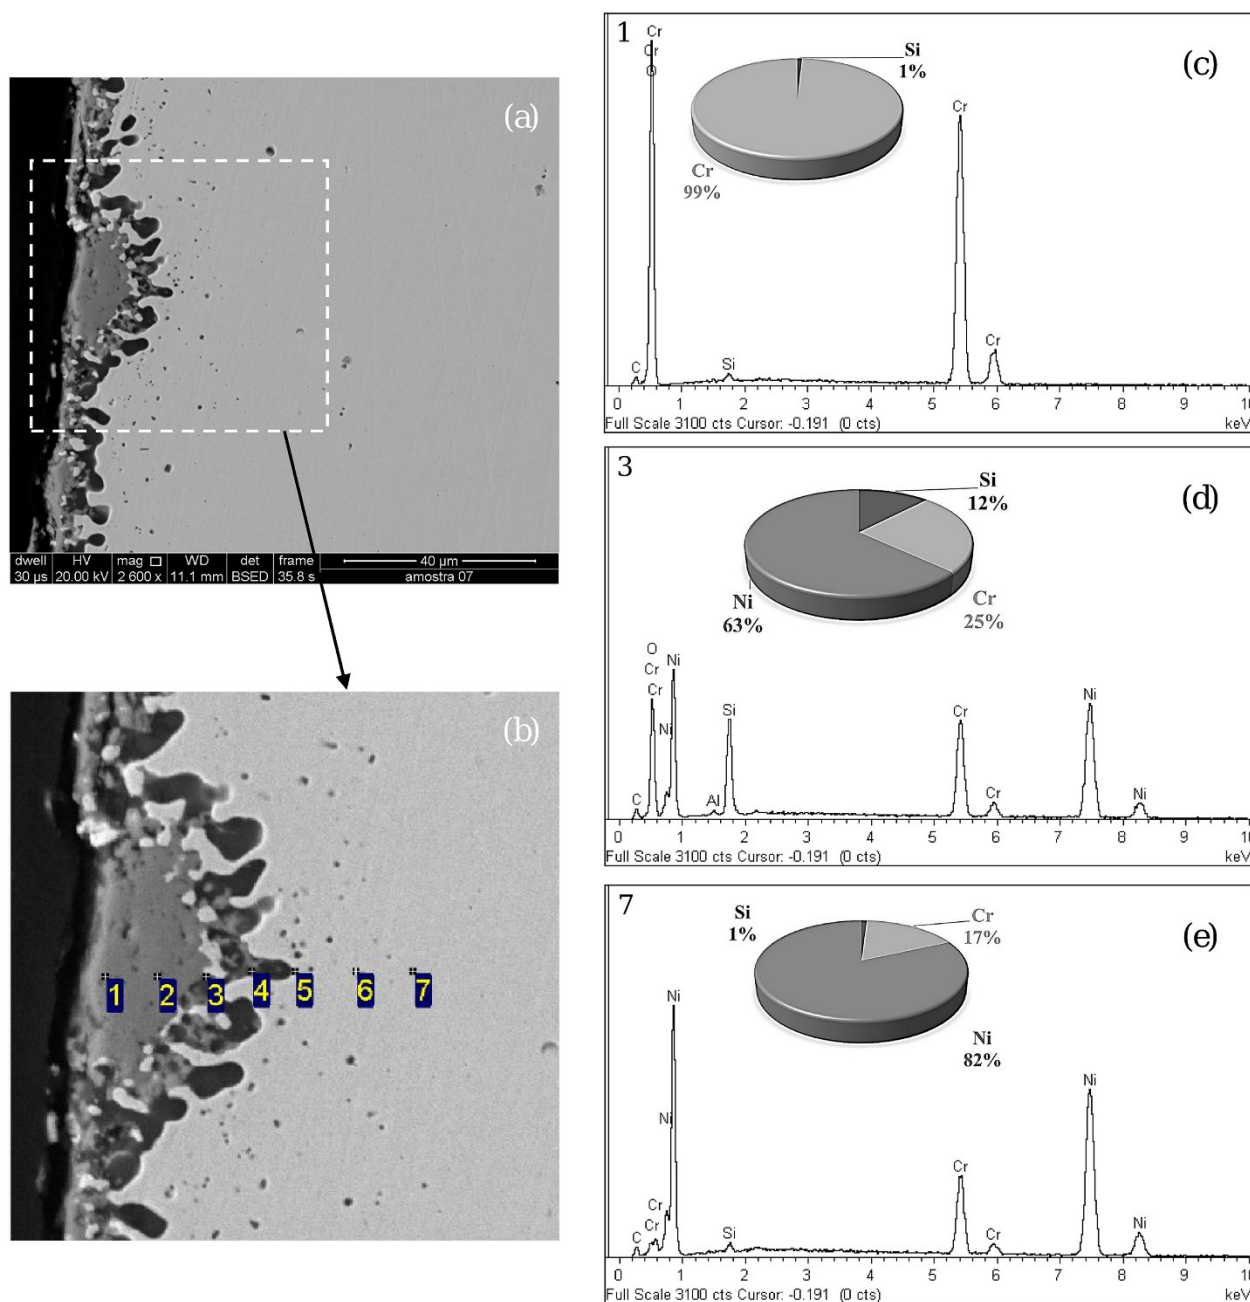 (a)
dwell HV mag □ WD det frame 40 µm
30 µs 20.00 kV 2 600 x 11.1 mm BSED 35.8 s amostra 07
(b)
1 2 3 4 5 6 7
1 (c)
Cr
Cr
O
Si
1%
Cr
99%
Cr
C Si Cr
0 1 2 3 4 5 6 7 8 9 10
Full Scale 3100 cts Cursor: -0.191 (0 cts) keV
3 (d)
Si
12%
Ni
63%
Cr
25%
O
Cr Ni
Cr
Ni Si Cr Ni
C Al Cr Ni
0 1 2 3 4 5 6 7 8 9 10
Full Scale 3100 cts Cursor: -0.191 (0 cts) keV
7 (e)
Si
1%
Cr
17%
Ni
82%
Ni
Ni
Ni
Cr
Cr
Cr
C Si Cr Ni
0 1 2 3 4 5 6 7 8 9 10
Full Scale 3100 cts Cursor: -0.191 (0 cts) keV